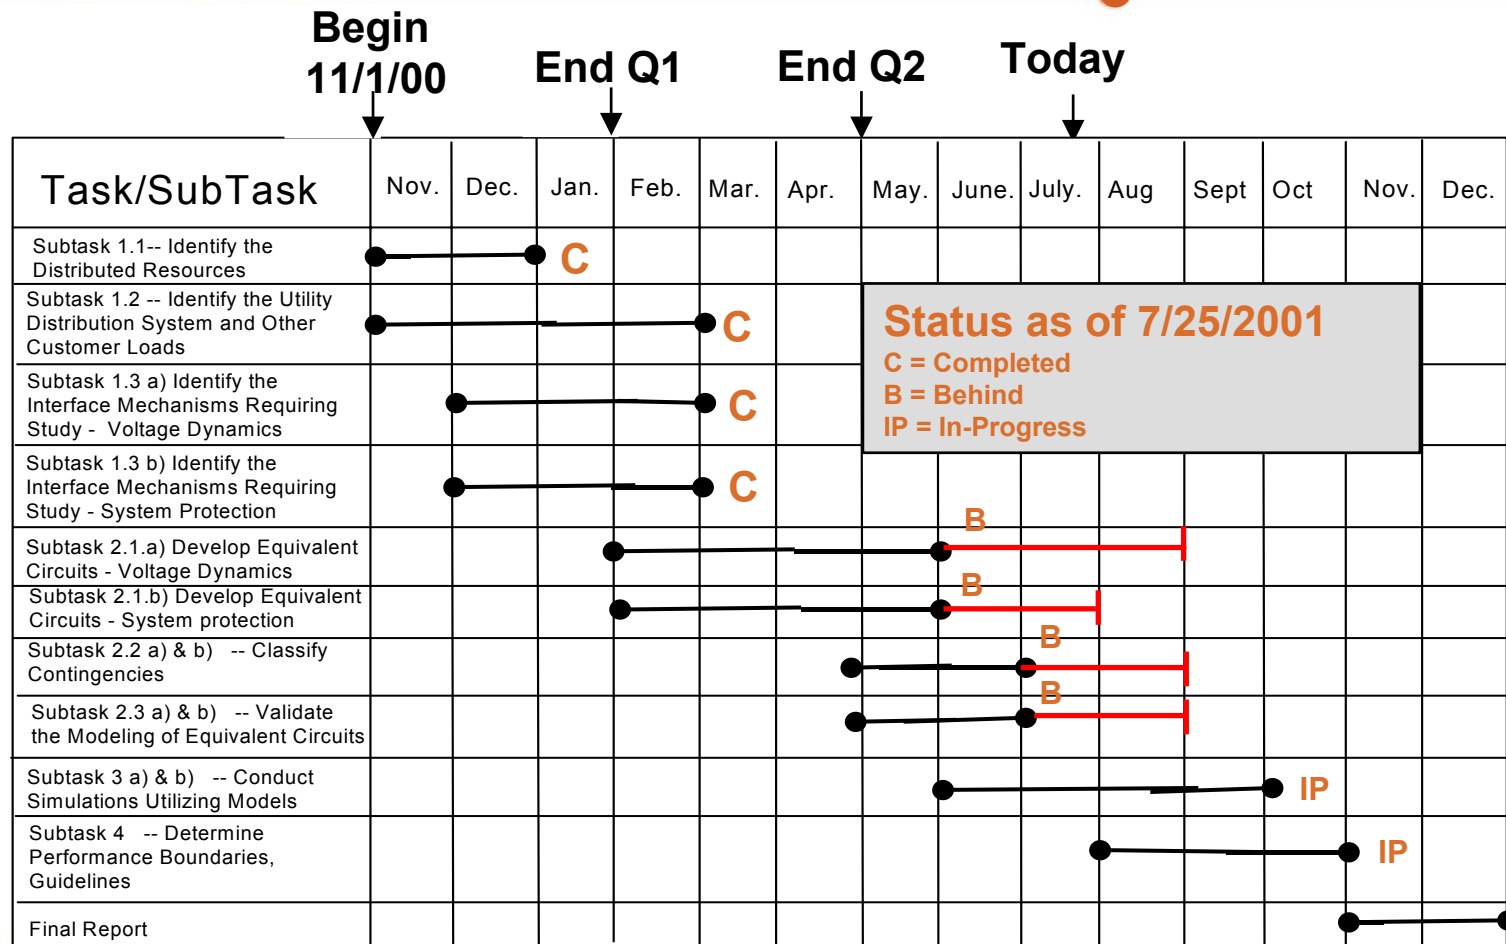 Begin
11/1/00
End Q1
End Q2
Today
Task/SubTask
Nov.
Dec.
Jan.
Feb.
Mar.
Apr.
May.
June.
July.
Aug
Sept
Oct
Nov.
Dec.
Subtask 1.1-- Identify the
Distributed Resources
C
Subtask 1.2 -- Identify the Utility
Distribution System and Other
Customer Loads
C
Status as of 7/25/2001
C = Completed
B = Behind
IP = In-Progress
Subtask 1.3 a) Identify the
Interface Mechanisms Requiring
Study - Voltage Dynamics
C
Subtask 1.3 b) Identify the
Interface Mechanisms Requiring
Study - System Protection
C
Subtask 2.1.a) Develop Equivalent
Circuits - Voltage Dynamics
B
Subtask 2.1.b) Develop Equivalent
Circuits - System protection
B
Subtask 2.2 a) & b) -- Classify
Contingencies
B
Subtask 2.3 a) & b) -- Validate
the Modeling of Equivalent Circuits
B
Subtask 3 a) & b) -- Conduct
Simulations Utilizing Models
IP
Subtask 4 -- Determine
Performance Boundaries,
Guidelines
IP
Final Report